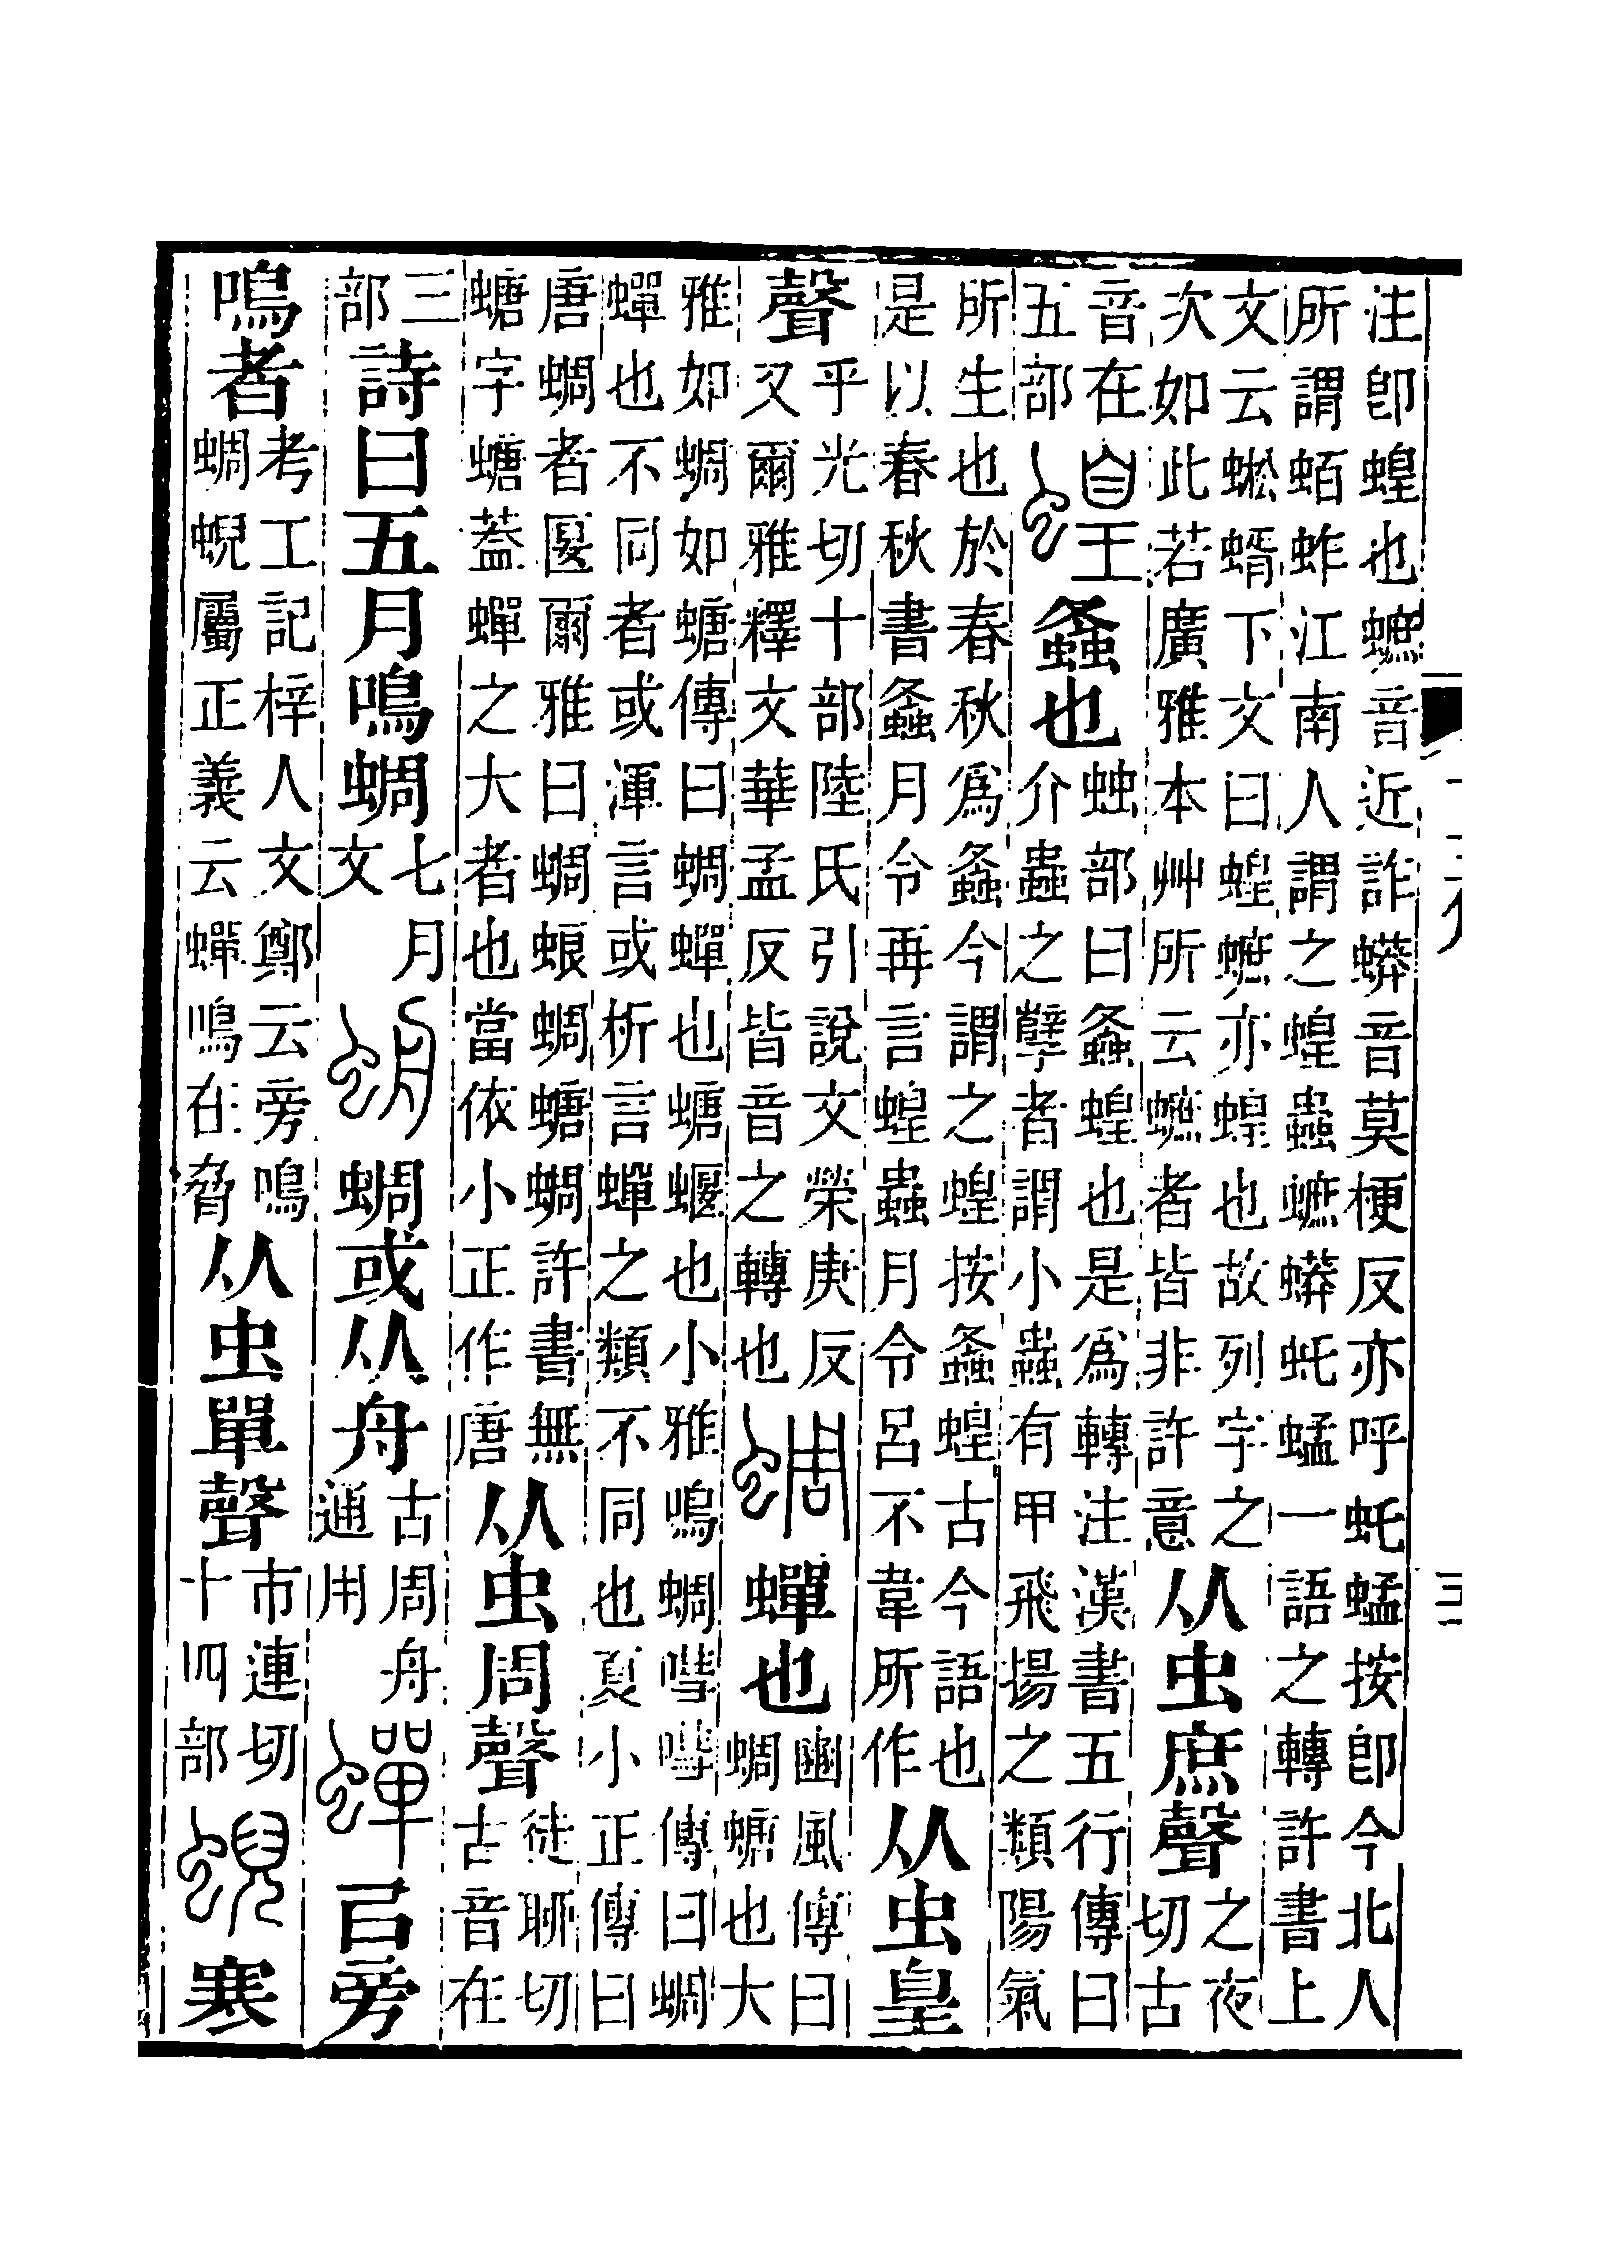 注卽蝗也蟅音近詐蟒音莫梗反亦呼虴蜢按卽今北人
所謂蛨蚱江南人謂之蝗蟲蟅蟒虴蜢一語之轉許書上
文云蜙蝑下文曰蝗蟅亦蝗也故列字之
次如此若廣雅本艸所云蟅者皆非許意从虫庶聲之夜切古
音在五部蝗螽也䖵部曰螽蝗也是爲轉注漢書五行傳曰
介蟲之孼者謂小蟲有甲飛揚之類陽氣
所生也於春秋爲螽今謂之蝗按螽蝗古今語也
是以春秋書螽月令再言蝗蟲月令呂不韋所作从虫皇
聲乎光切十部陸氏引說文榮庚反
又爾雅釋文華孟反皆音之轉也蜩蟬也豳風傳曰蜩螗也大
雅如蜩如螗傳曰蜩蟬也螗蝘也小雅鳴蜩嘒嘒傳曰蜩
蟬也不同者或渾言或析言蟬之類不同也夏小正傳曰
唐蜩者匽爾雅曰蜩蜋蜩螗蜩許書無
螗字螗蓋蟬之大者也當依小正作唐从虫周聲徒聊切古音在
三部詩曰五月鳴蜩七月文𧋢蜩或从舟古周舟通用蟬㠯旁
鳴者考工記梓人文鄭云旁鳴
蜩蜺屬正義云蟬鳴在脅从虫單聲市連切十四部蜺寒